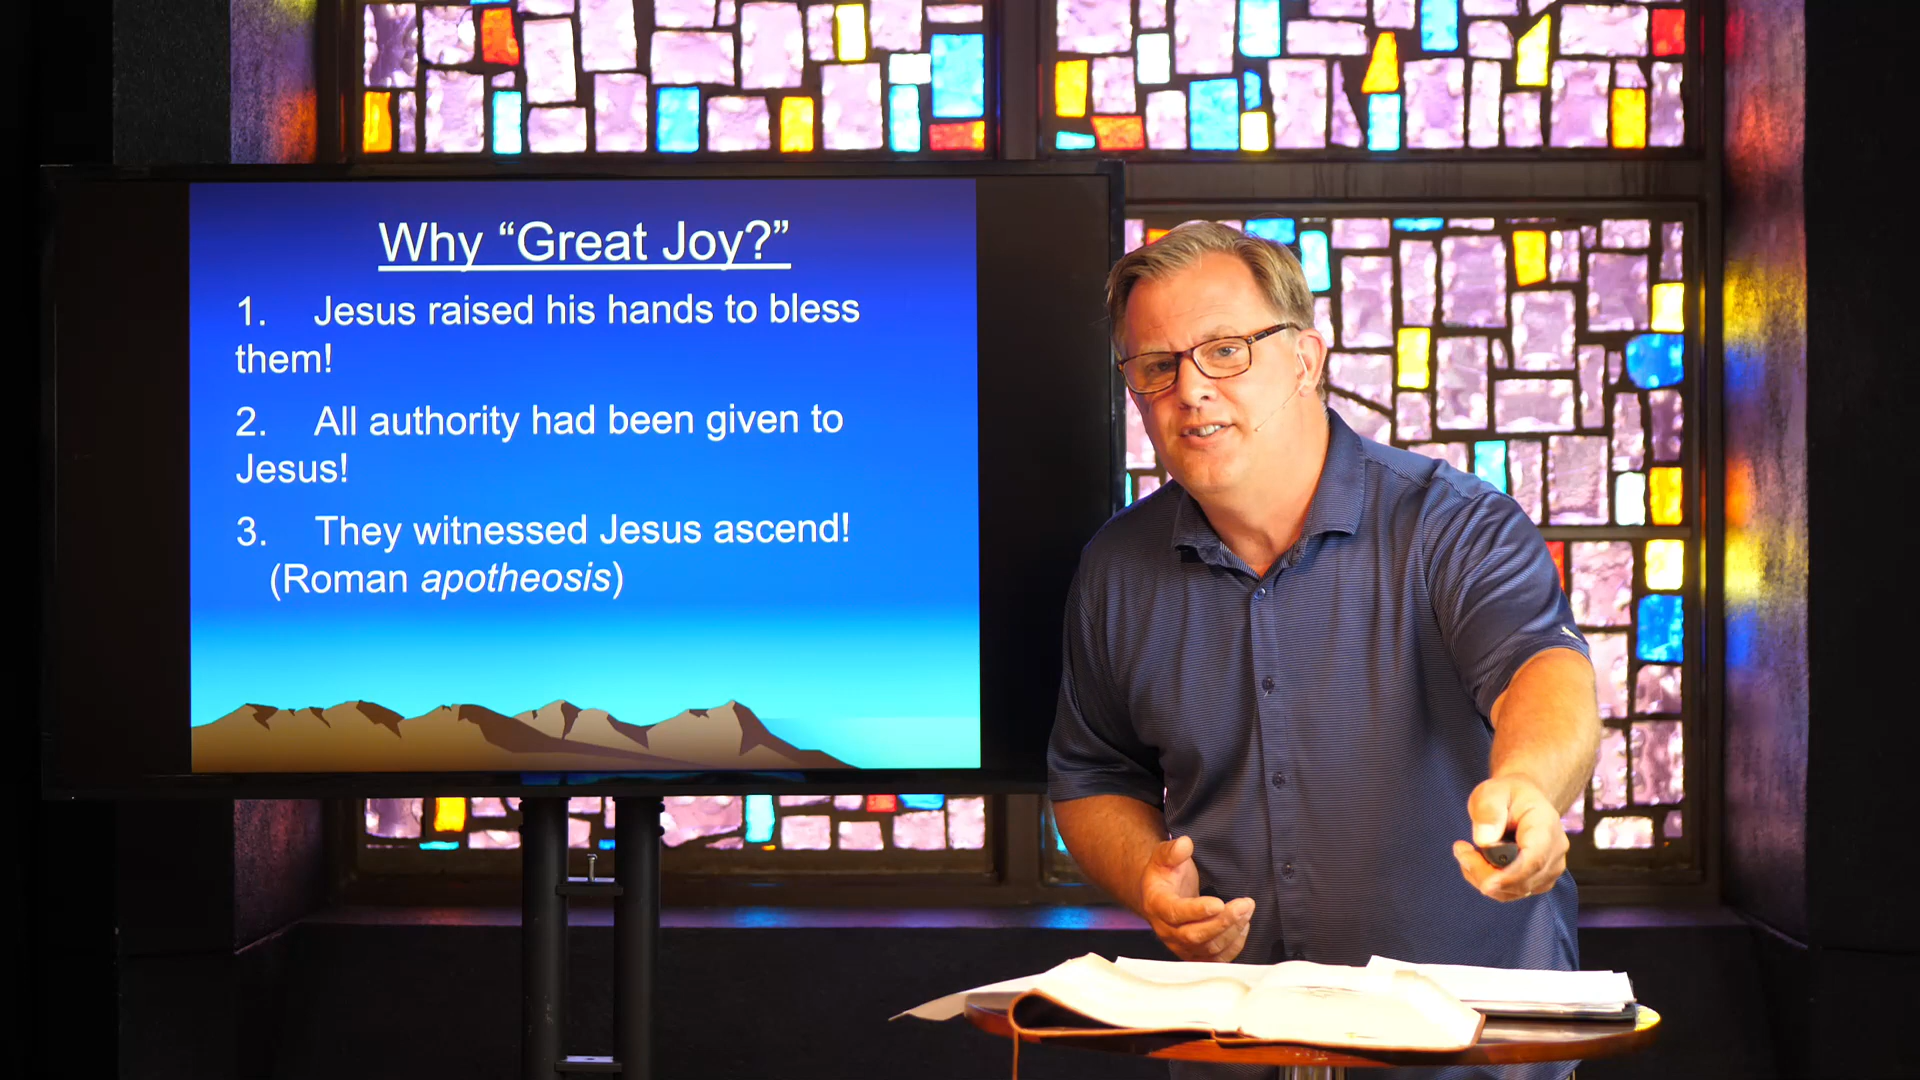 Why “Great Joy?”
1. Jesus raised his hands to bless
them!
2. All authority had been given to
Jesus!
3. They witnessed Jesus ascend!
(Roman apotheosis)